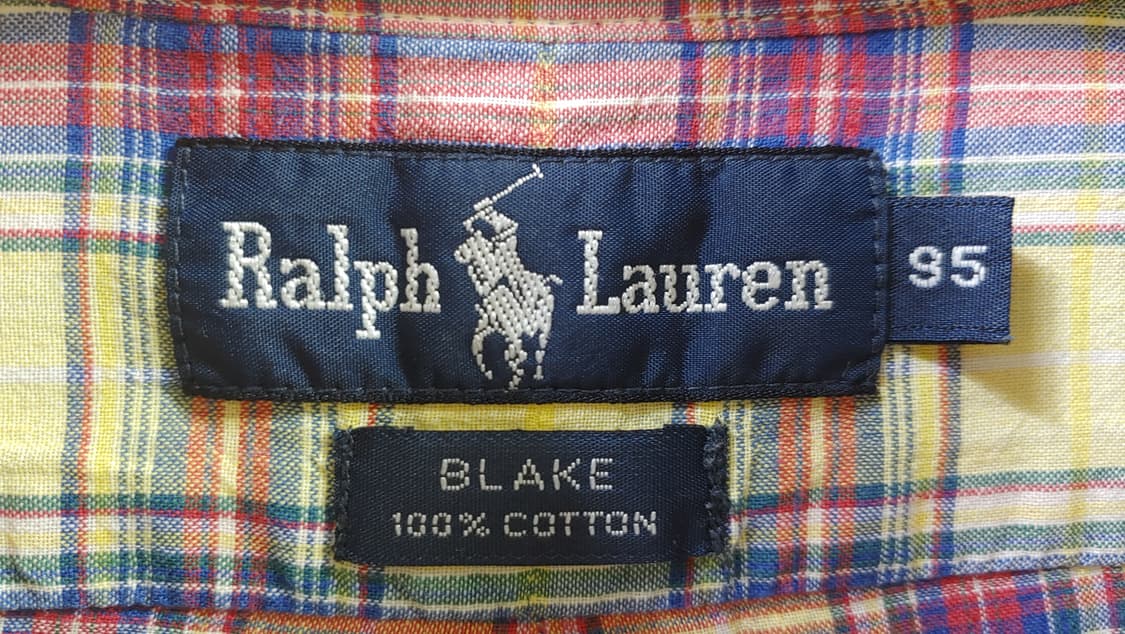 Ralph Lauren
95
BLAKE
100% COTTON